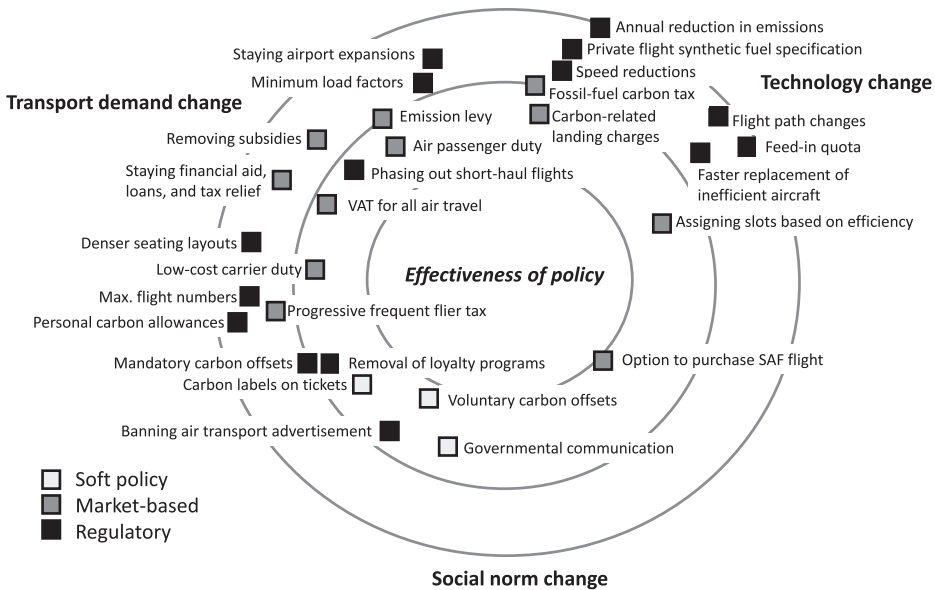 Annual reduction in emissions
Private flight synthetic fuel specification
Staying airport expansions
Speed reductions
Minimum load factors
Technology change
Fossil-fuel carbon tax
Transport demand change
Emission levy
Carbon-related
landing charges
Flight path changes
Removing subsidies
Air passenger duty
Feed-in quota
Staying financial aid,
loans, and tax relief
Phasing out short-haul flights
Faster replacement of
inefficient aircraft
VAT for all air travel
Assigning slots based on efficiency
Denser seating layouts
Low-cost carrier duty
Effectiveness of policy
Max. flight numbers
Progressive frequent flier tax
Personal carbon allowances
Mandatory carbon offsets
Removal of loyalty programs
Option to purchase SAF flight
Carbon labels on tickets
Voluntary carbon offsets
Banning air transport advertisement
Governmental communication
Soft policy
Market-based
Regulatory
Social norm change